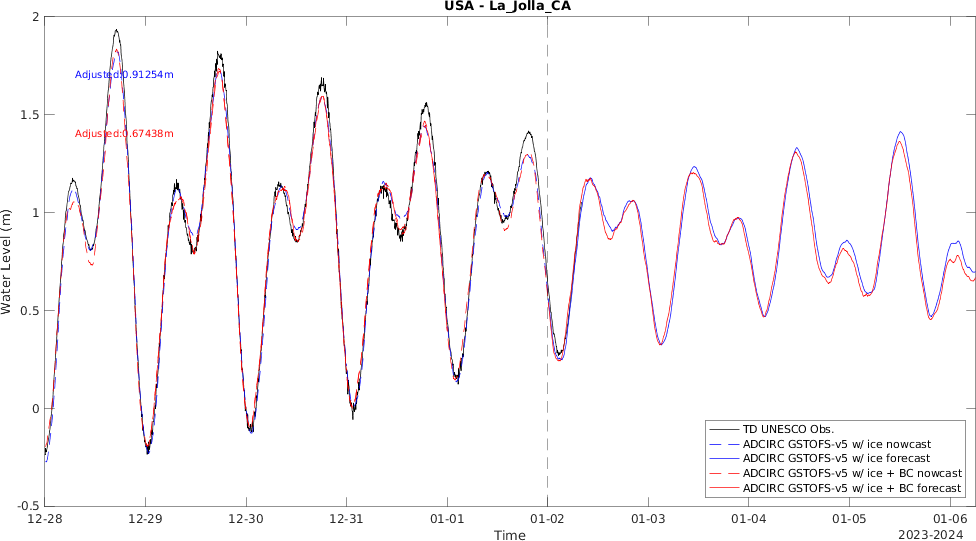 USA - La_Jolla_CA
2
Adjusted:0.91254m
1.5
Adjusted:0.67438m
1
Water Level (m)
0.5
0
-0.5
TD UNESCO Obs.
ADCIRC GSTOFS-v5 w/ ice nowcast
ADCIRC GSTOFS-v5 w/ ice forecast
ADCIRC GSTOFS-v5 w/ ice + BC nowcast
ADCIRC GSTOFS-v5 w/ ice + BC forecast
12-28 12-29 12-30 12-31 01-01 01-02 01-03 01-04 01-05 01-06
Time
2023-2024